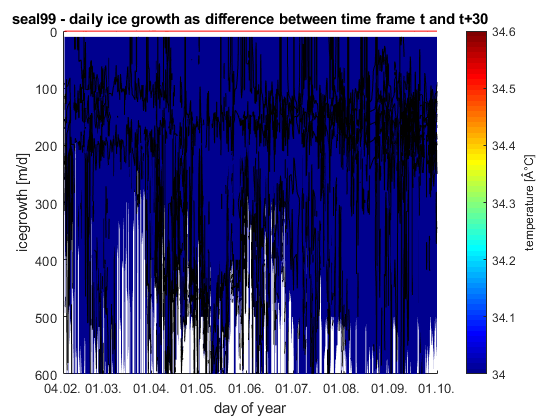 seal99 - daily ice growth as difference between time frame t and t+30
0
100
200
300
400
500
600
icegrowth [m/d]
04.02. 01.03. 01.04. 01.05. 01.06. 01.07. 01.08. 01.09. 01.10.
day of year
34.6
34.5
34.4
34.3
34.2
34.1
34
temperature [Â°C]